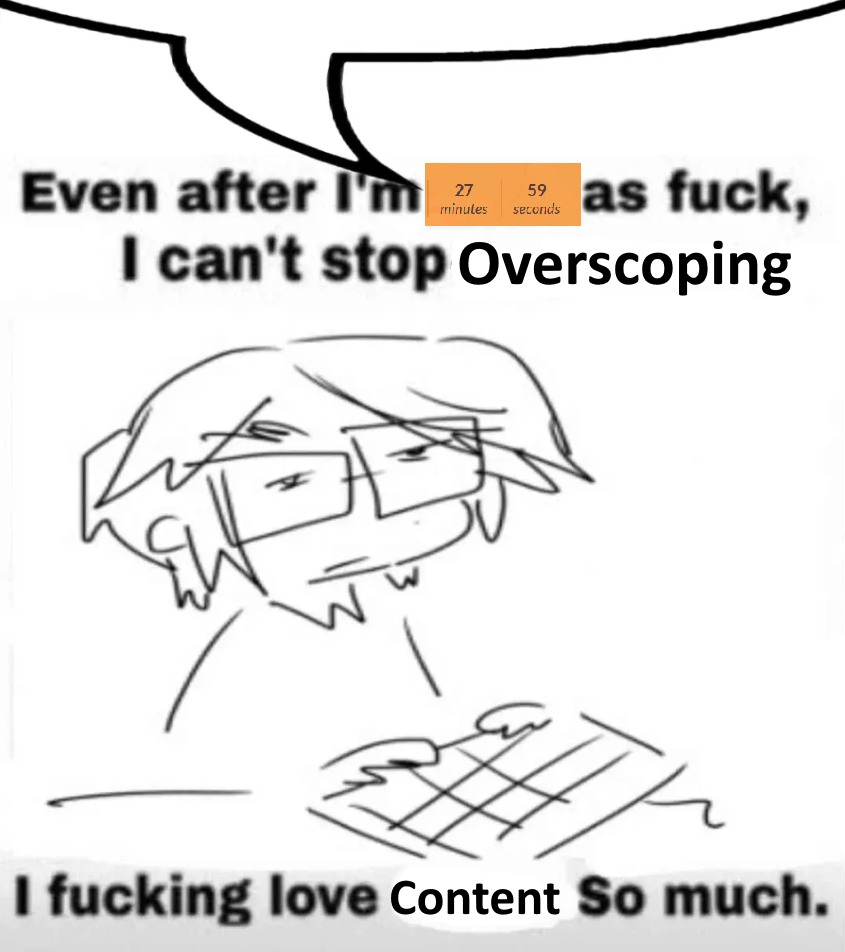 Even after I'm 27 minutes 59 seconds as fuck,
I can't stop Overscoping
I fucking love Content So much.